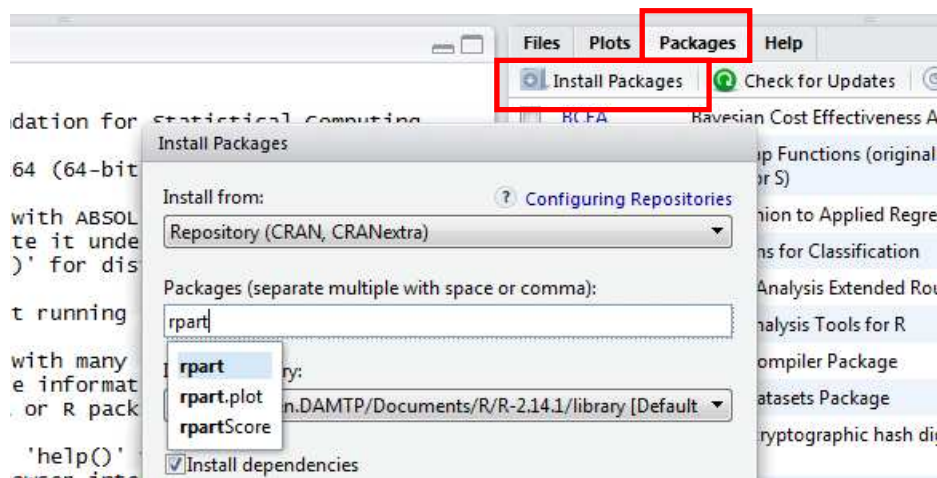 Files Plots Packages Help
Install Packages Check for Updates
dation for Statistical Computing
BCEA Bayesian Cost Effectiveness A
Install Packages
64 (64-bit
ap Functions (original
or S)
Install from: Configuring Repositories
with ABSOL
Repository (CRAN, CRANextra)
te it unde
)' for dis
ns for Classification
Packages (separate multiple with space or comma):
Analysis Extended Rou
t running
rpart
nalysis Tools for R
with many
rpart
ry:
ompiler Package
e informat
rpart.plot
en.DAMTP/Documents/R/R-2.14.1/library [Default
atasets Package
or R pack
rpartScore
ryptographic hash di
'help()'
Install dependencies
nion to Applied Regre